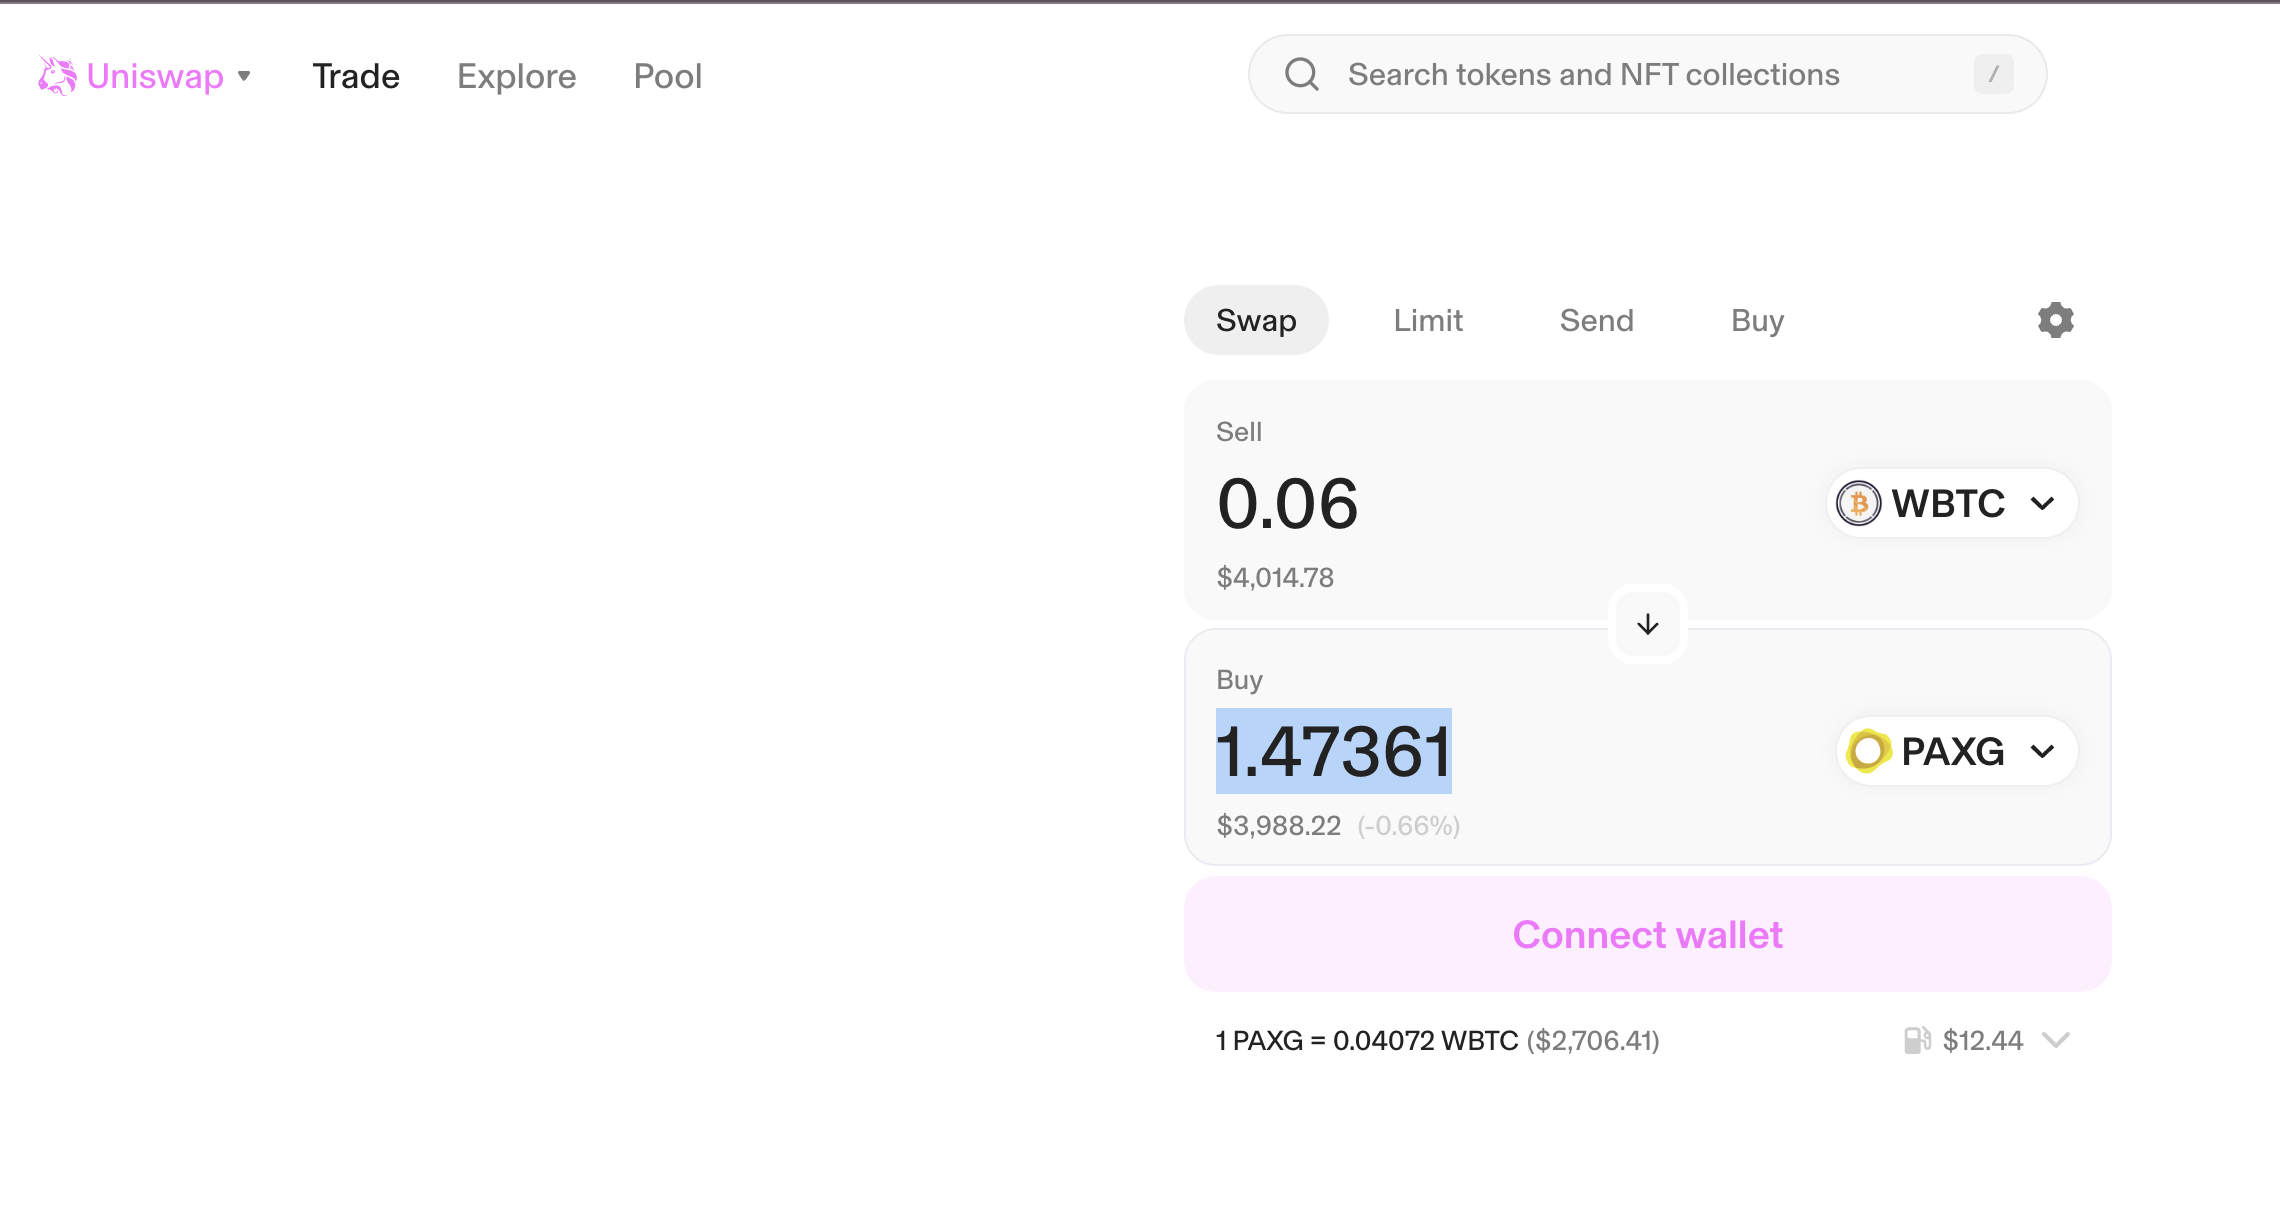 Uniswap Trade Explore Pool Search tokens and NFT collections /
Swap Limit Send Buy
Sell
0.06 WBTC
$4,014.78
Buy
1.47361 PAXG
$3,988.22 (-0.66%)
Connect wallet
1 PAXG = 0.04072 WBTC ($2,706.41) $12.44